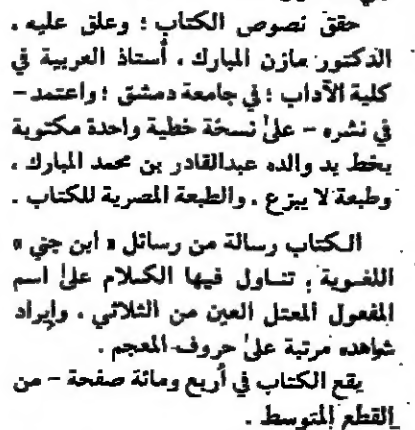 حقق نصوص الكتاب ؛ وعلق عليه .
الدكتور مازن المبارك ، أستاذ العربية في
كلية الآداب ؛ في جامعة دمشق ؛ واعتمد -
في نشره - علىٰ نسخة خطية واحدة مكتوبة
بخط يد والده عبدالقادر بن محمد المبارك ،
وطبعة لا يبزع . والطبعة المصرية للكتاب .
الكتاب رسالة من رسائل « ابن جني »
اللغوية ؛ تناول فيها الكلام علىٰ اسم
المفعول المعتل العين من الثلاثي ، وإيراد
شواهده مرتبة علىٰ حروف المعجم .
يقع الكتاب في أربع ومائة صفحة - من
القطع المتوسط .